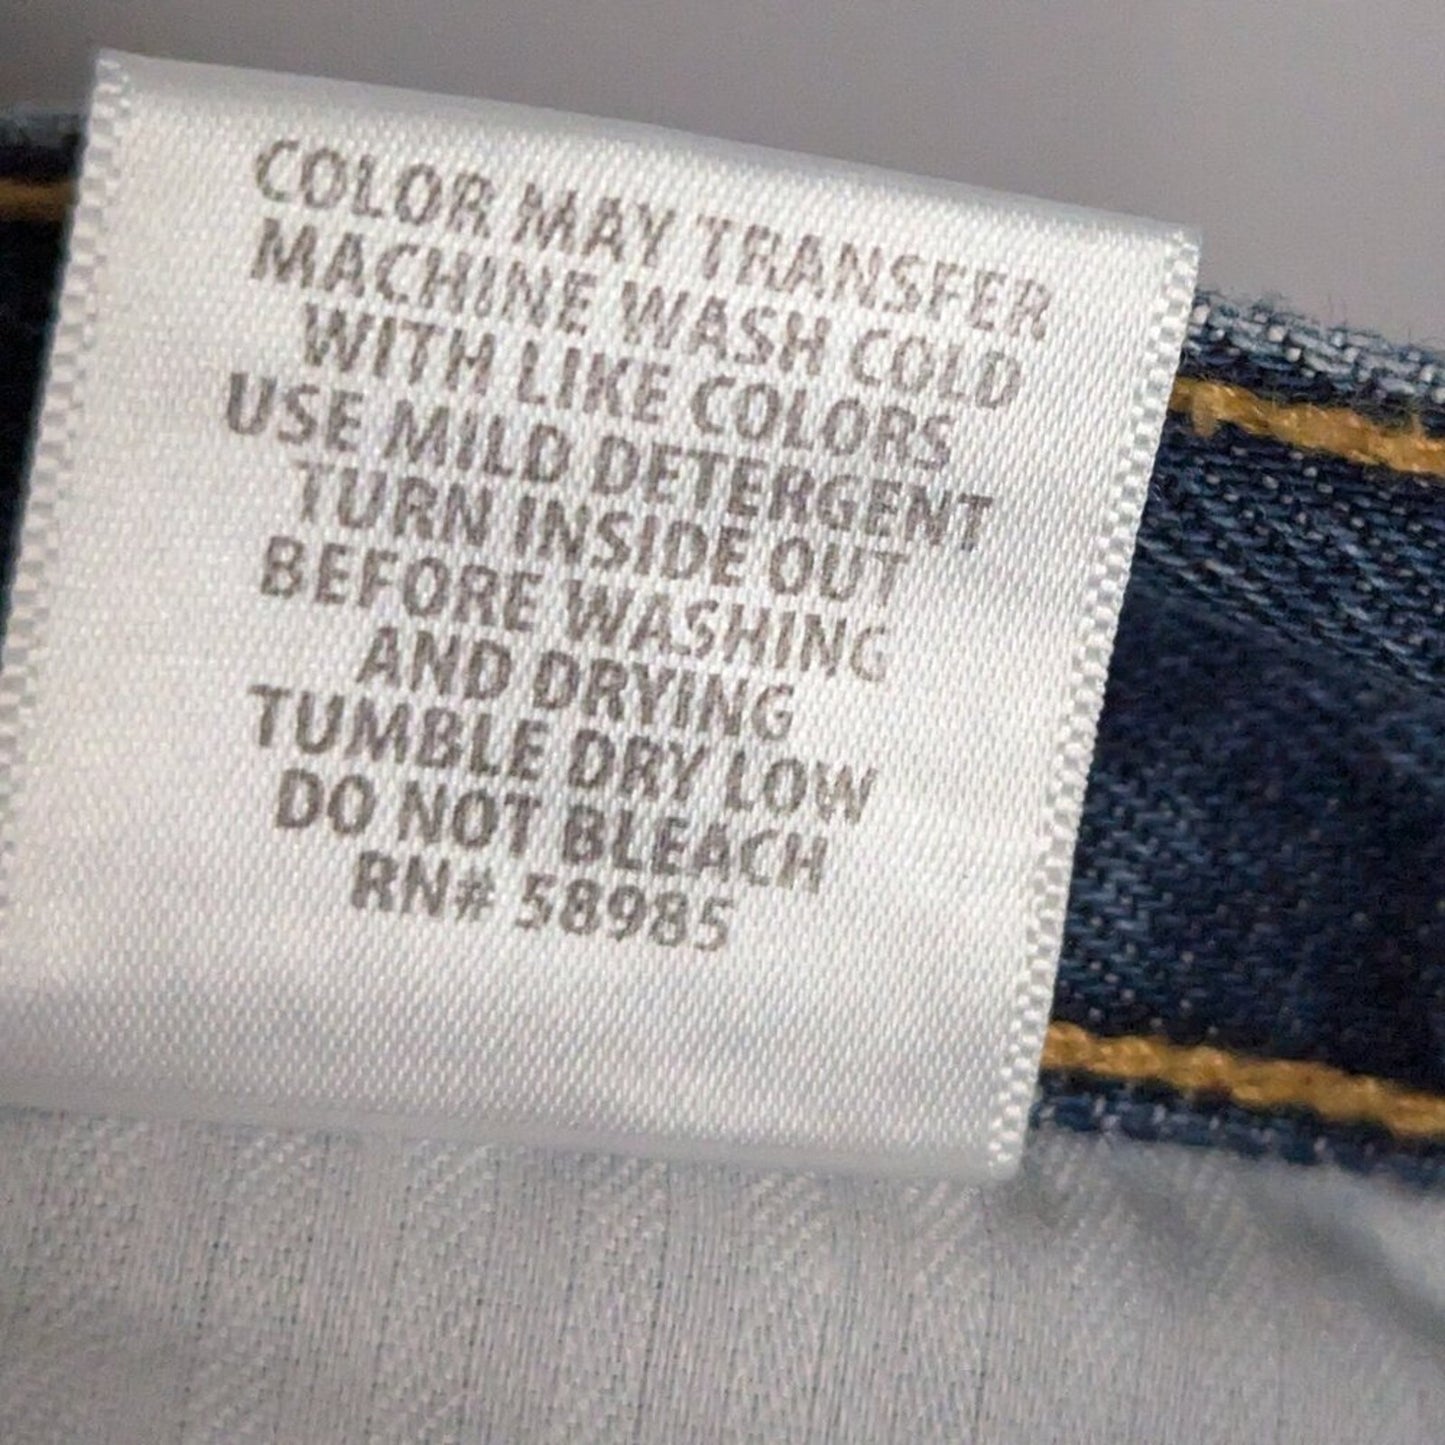 COLOR MAY TRANSFER
MACHINE WASH COLD
WITH LIKE COLORS
USE MILD DETERGENT
TURN INSIDE OUT
BEFORE WASHING
AND DRYING
TUMBLE DRY LOW
DO NOT BLEACH
RN# 58985